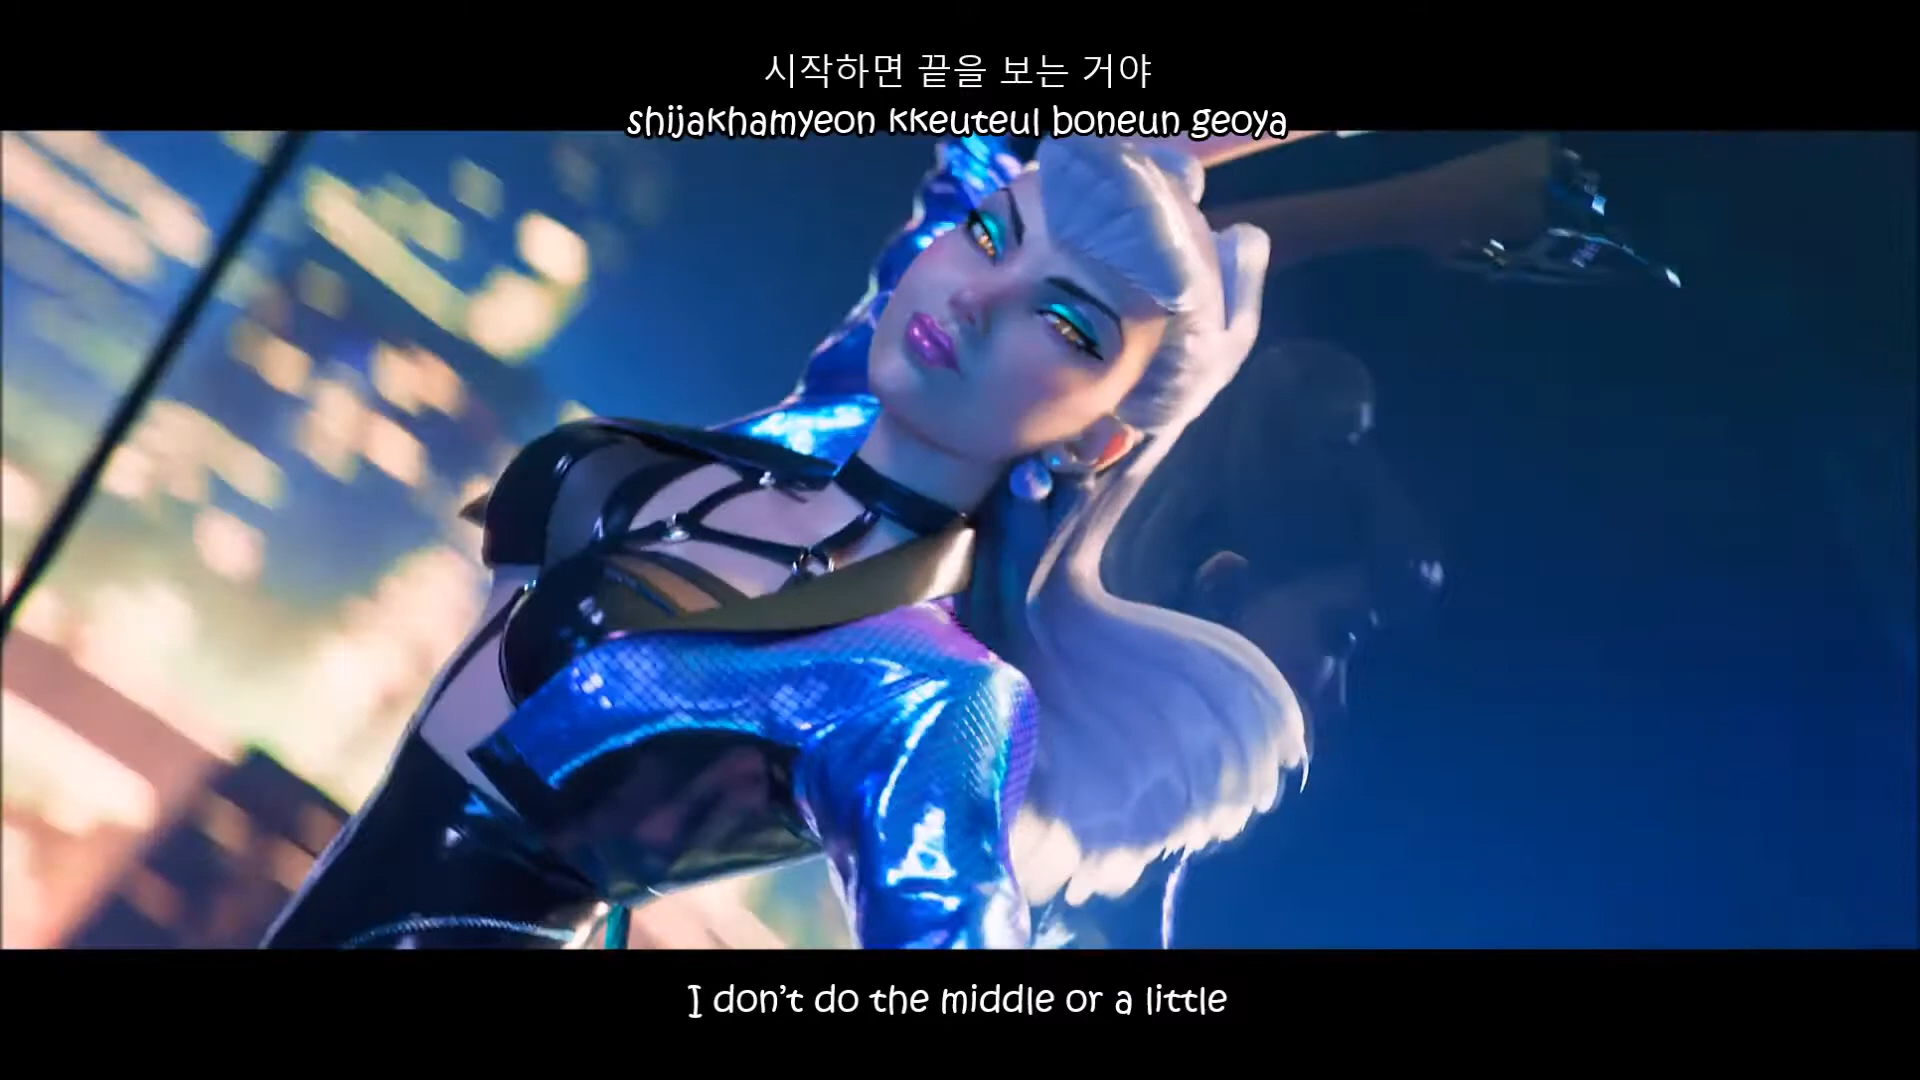 시작하면 끝을 보는 거야
shijakhamyeon kkeuteul boneun geoya
I don't do the middle or a little